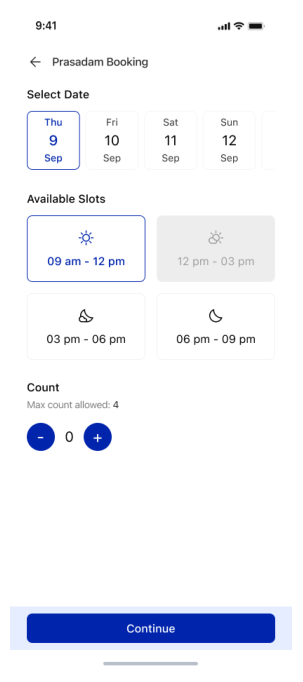 9:41
Prasadam Booking
Select Date
Thu Fri Sat Sun
9 10 11 12
Sep Sep Sep Sep
Available Slots
09 am - 12 pm 12 pm - 03 pm
03 pm - 06 pm 06 pm - 09 pm
Count
Max count allowed: 4
- 0 +
Continue